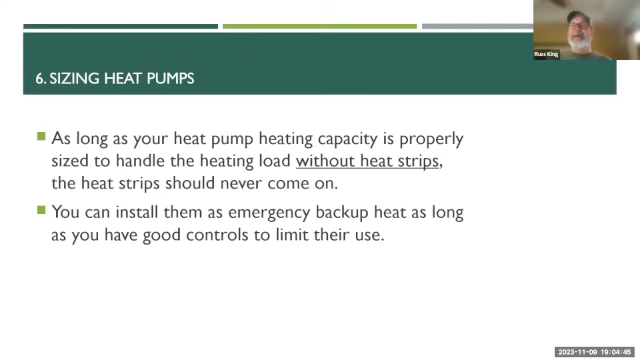 Russ King
6. SIZING HEAT PUMPS
As long as your heat pump heating capacity is properly
sized to handle the heating load without heat strips,
the heat strips should never come on.
You can install them as emergency backup heat as long
as you have good controls to limit their use.
2023-11-09 19:04:45